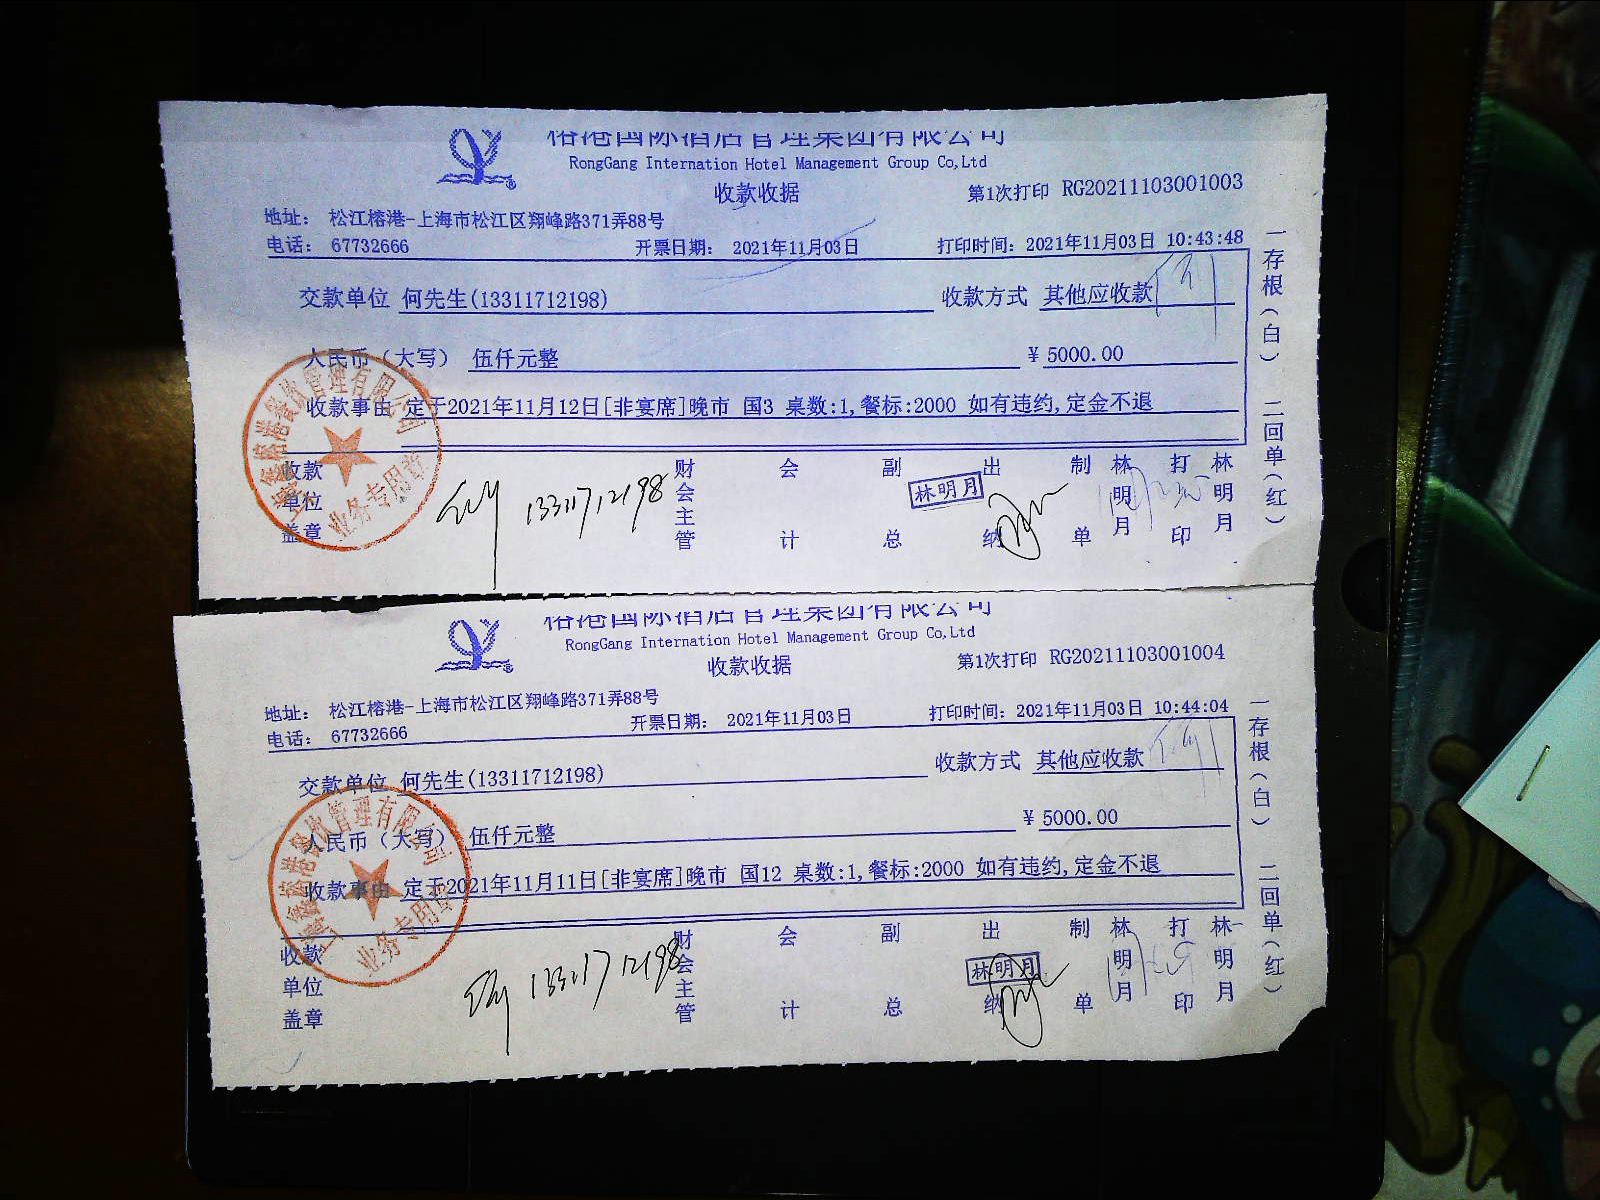 榕港国际酒店管理集团有限公司
RongGang Internation Hotel Management Group Co,Ltd
收款收据
第1次打印 RG20211103001003
地址： 松江榕港-上海市松江区翔峰路371弄88号
电话： 67732666 开票日期： 2021年11月03日 打印时间：2021年11月03日 10:43:48
交款单位 何先生(13311712198) 收款方式 其他应收款
人民币（大写） 伍仟元整 ¥ 5000.00
收款事由 定于2021年11月12日[非宴席]晚市 国3 桌数:1,餐标:2000 如有违约,定金不退
收款单位盖章 13311712198 财会主管 会计 副总 出纳 林明月 制单 林明月 打印 林明月
一存根（白） 二回单（红）
业务专用章
榕港国际酒店管理集团有限公司
RongGang Internation Hotel Management Group Co,Ltd
收款收据
第1次打印 RG20211103001004
地址： 松江榕港-上海市松江区翔峰路371弄88号
电话： 67732666 开票日期： 2021年11月03日 打印时间：2021年11月03日 10:44:04
交款单位 何先生(13311712198) 收款方式 其他应收款
人民币（大写） 伍仟元整 ¥ 5000.00
收款事由 定于2021年11月11日[非宴席]晚市 国12 桌数:1,餐标:2000 如有违约,定金不退
收款单位盖章 13311712198 财会主管 会计 副总 出纳 林明月 制单 林明月 打印 林明月
一存根（白） 二回单（红）
业务专用章